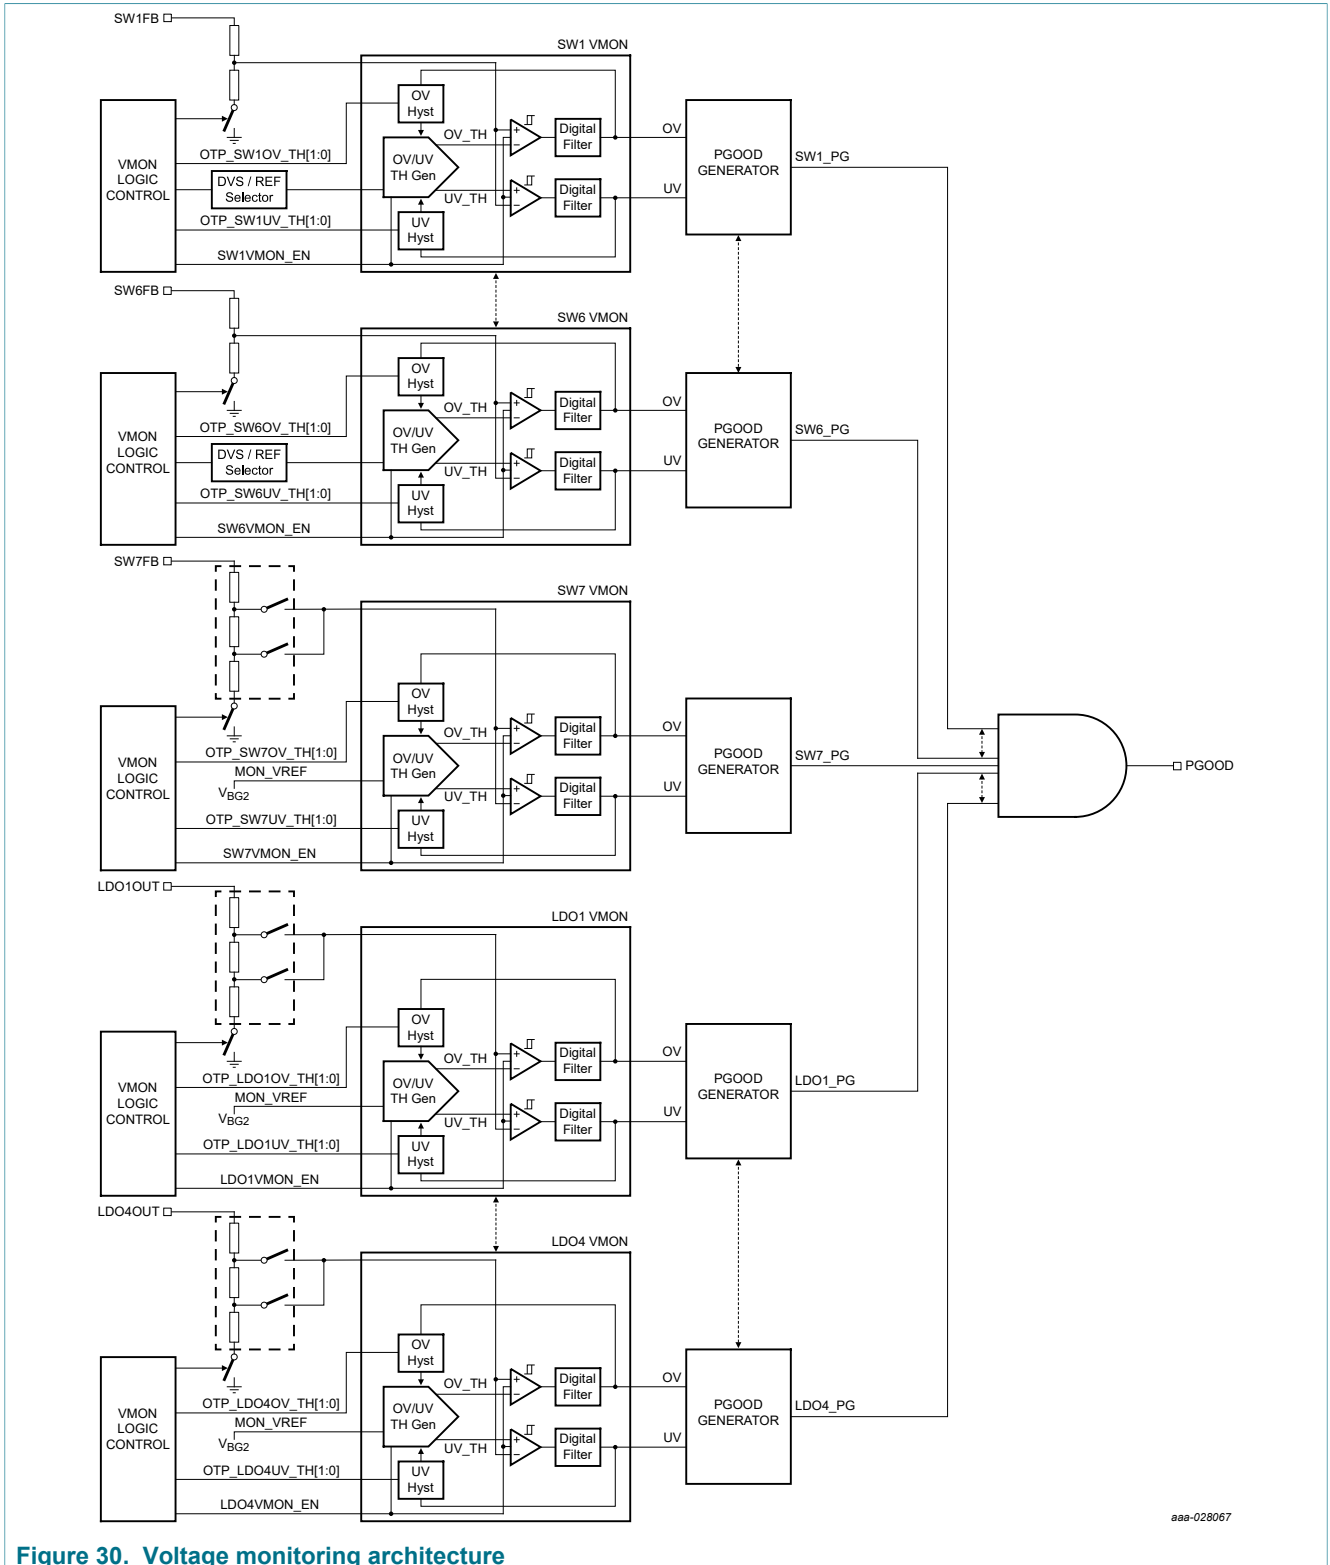 SW1FB
SW1 VMON
VMON
LOGIC
CONTROL
OTP_SW1OV_TH[1:0]
DVS / REF
Selector
OTP_SW1UV_TH[1:0]
SW1VMON_EN
OV
Hyst
OV/UV
TH Gen
UV
Hyst
OV_TH
UV_TH
+
−
+
−
Digital
Filter
Digital
Filter
OV
UV
PGOOD
GENERATOR
SW1_PG
SW6FB
SW6 VMON
VMON
LOGIC
CONTROL
OTP_SW6OV_TH[1:0]
DVS / REF
Selector
OTP_SW6UV_TH[1:0]
SW6VMON_EN
OV
Hyst
OV/UV
TH Gen
UV
Hyst
OV_TH
UV_TH
+
−
+
−
Digital
Filter
Digital
Filter
OV
UV
PGOOD
GENERATOR
SW6_PG
SW7FB
SW7 VMON
VMON
LOGIC
CONTROL
OTP_SW7OV_TH[1:0]
MON_VREF
VBG2
OTP_SW7UV_TH[1:0]
SW7VMON_EN
OV
Hyst
OV/UV
TH Gen
UV
Hyst
OV_TH
UV_TH
+
−
+
−
Digital
Filter
Digital
Filter
OV
UV
PGOOD
GENERATOR
SW7_PG
PGOOD
LDO1OUT
LDO1 VMON
VMON
LOGIC
CONTROL
OTP_LDO1OV_TH[1:0]
MON_VREF
VBG2
OTP_LDO1UV_TH[1:0]
LDO1VMON_EN
OV
Hyst
OV/UV
TH Gen
UV
Hyst
OV_TH
UV_TH
+
−
+
−
Digital
Filter
Digital
Filter
OV
UV
PGOOD
GENERATOR
LDO1_PG
LDO4OUT
LDO4 VMON
VMON
LOGIC
CONTROL
OTP_LDO4OV_TH[1:0]
MON_VREF
VBG2
OTP_LDO4UV_TH[1:0]
LDO4VMON_EN
OV
Hyst
OV/UV
TH Gen
UV
Hyst
OV_TH
UV_TH
+
−
+
−
Digital
Filter
Digital
Filter
OV
UV
PGOOD
GENERATOR
LDO4_PG
aaa-028067
Figure 30. Voltage monitoring architecture